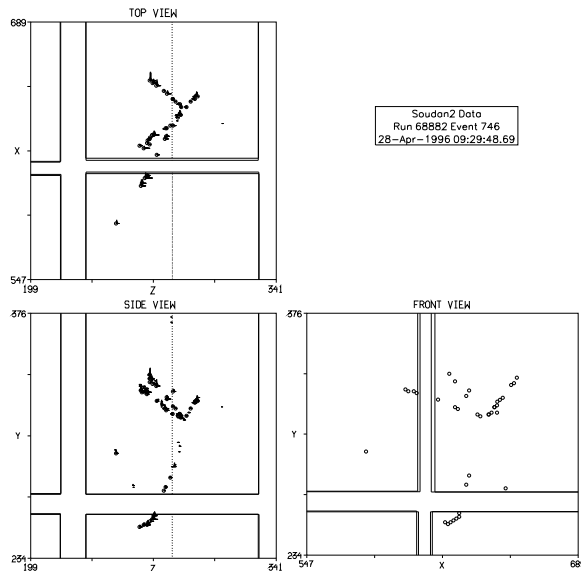 TOP VIEW
689
X
547
199
Z
341
Soudan2 Data
Run 68882 Event 746
28-Apr-1996 09:29:48.69
SIDE VIEW
376
Y
234
199
Z
341
FRONT VIEW
376
Y
234
547
X